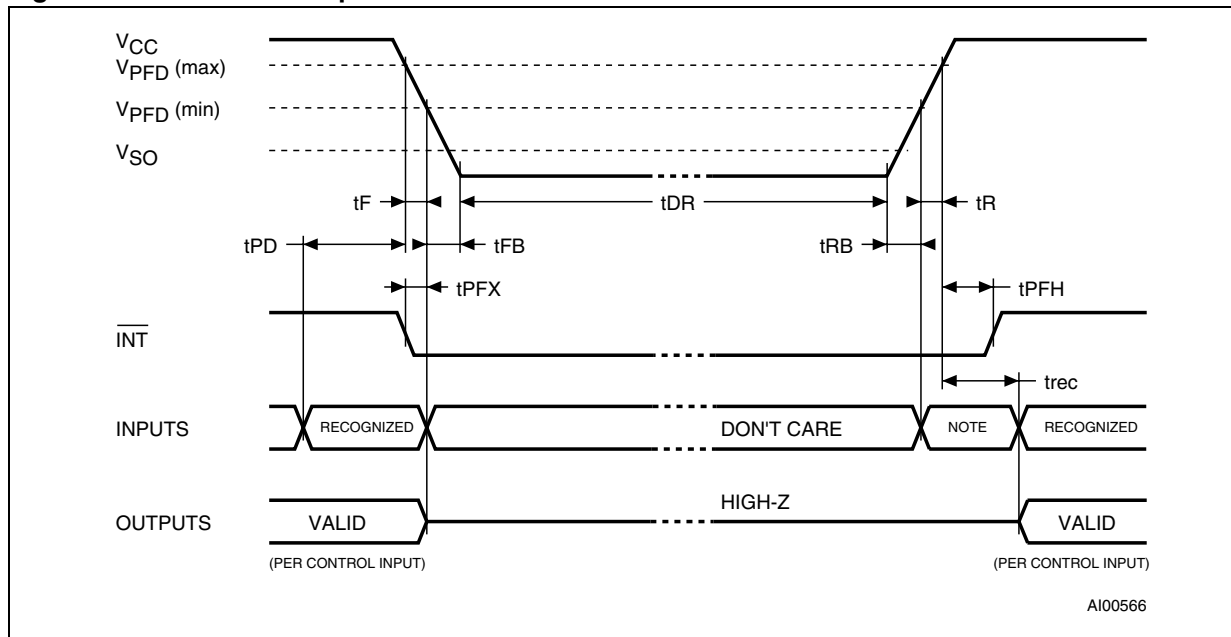 VCC
VPFD (max)
VPFD (min)
VSO
tF
tDR
tR
tPD
tFB
tRB
tPFX
tPFH
INT
trec
INPUTS
RECOGNIZED
DON'T CARE
NOTE
RECOGNIZED
HIGH-Z
OUTPUTS
VALID
VALID
(PER CONTROL INPUT)
(PER CONTROL INPUT)
AI00566